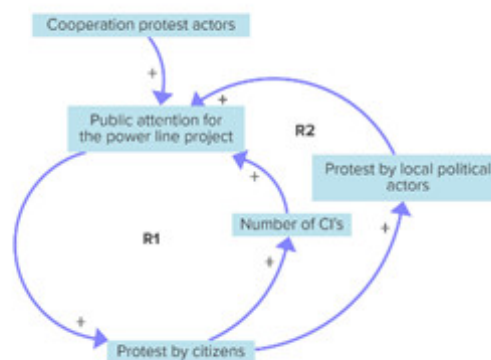 Cooperation protest actors
+
+
Public attention for
the power line project
R2
Protest by local political
actors
+
Number of CI's
+
R1
+
+
Protest by citizens